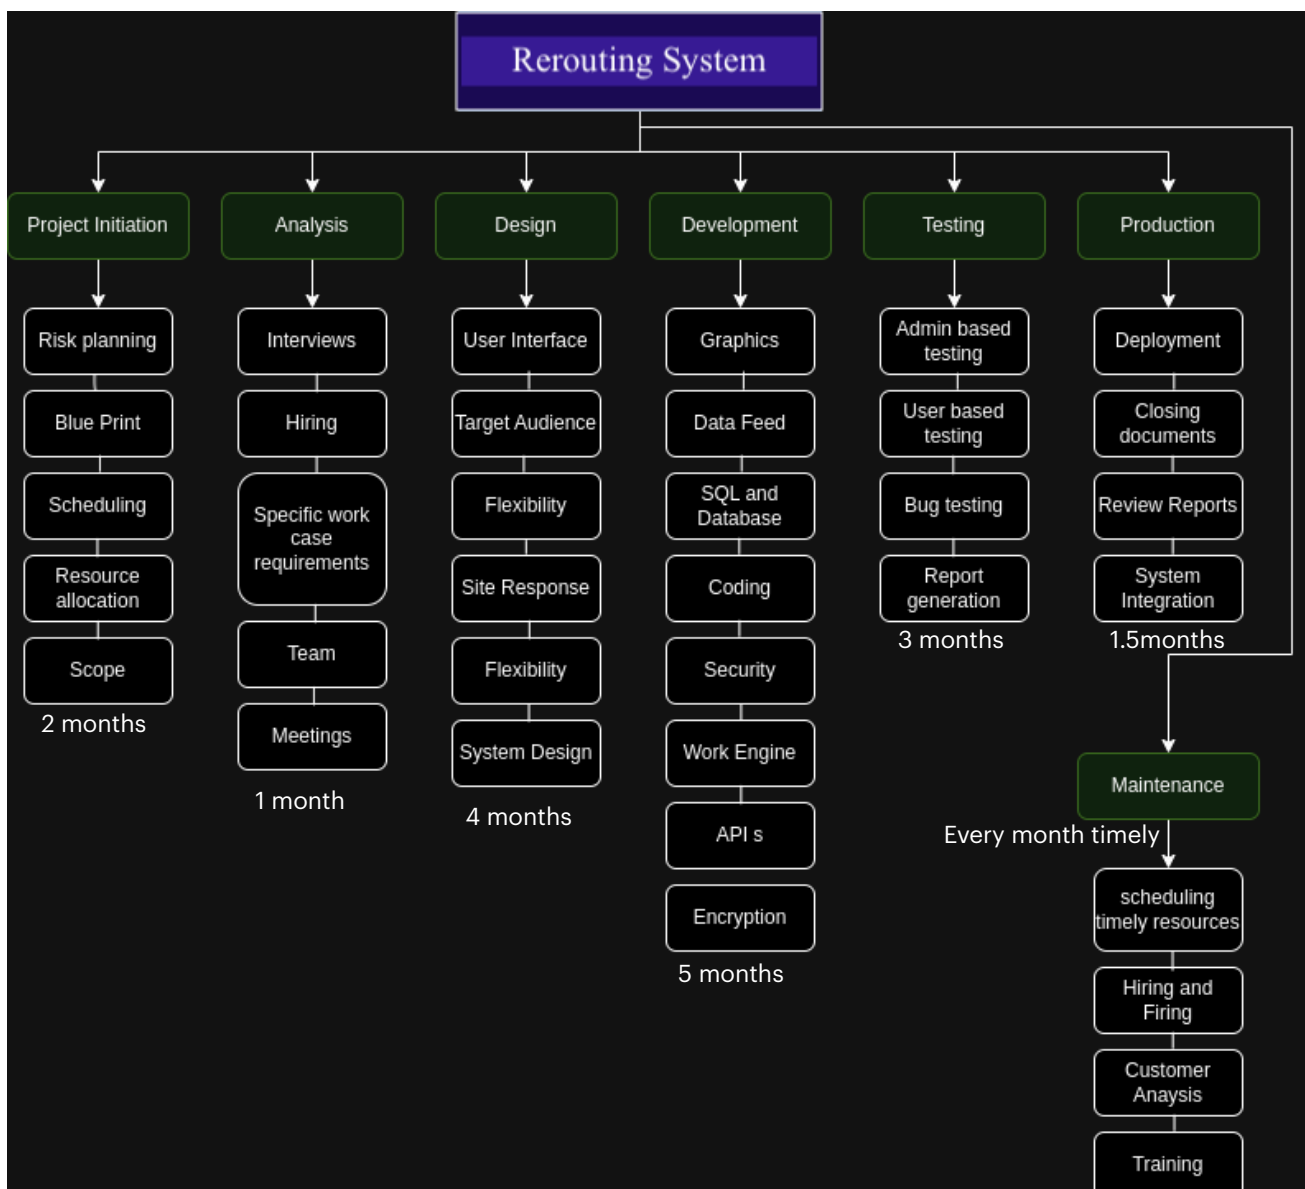 Rerouting System
Project Initiation
Analysis
Design
Development
Testing
Production
Risk planning
Blue Print
Scheduling
Resource
allocation
Scope
2 months
Interviews
Hiring
Specific work
case
requirements
Team
Meetings
1 month
User Interface
Target Audience
Flexibility
Site Response
Flexibility
System Design
4 months
Graphics
Data Feed
SQL and
Database
Coding
Security
Work Engine
API s
Encryption
5 months
Admin based
testing
User based
testing
Bug testing
Report
generation
3 months
Deployment
Closing
documents
Review Reports
System
Integration
1.5months
Maintenance
Every month timely
scheduling
timely resources
Hiring and
Firing
Customer
Anaysis
Training